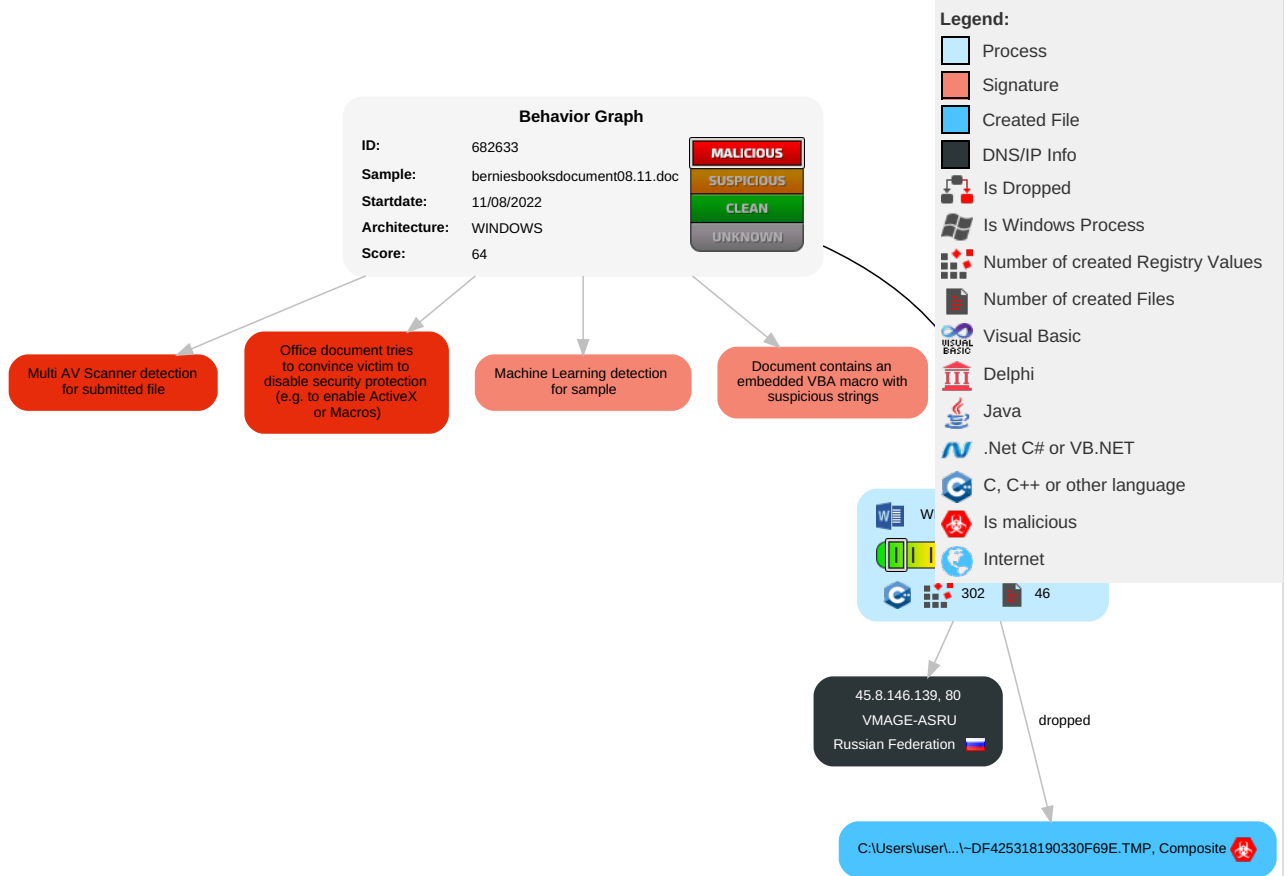 Legend:
Process
Signature
Created File
DNS/IP Info
Is Dropped
Is Windows Process
Number of created Registry Values
Number of created Files
VISUAL BASIC
Visual Basic
Delphi
Java
.Net C# or VB.NET
C, C++ or other language
Is malicious
Internet
Behavior Graph
ID: 682633
Sample: berniesbooksdocument08.11.doc
Startdate: 11/08/2022
Architecture: WINDOWS
Score: 64
MALICIOUS
SUSPICIOUS
CLEAN
UNKNOWN
Multi AV Scanner detection
for submitted file
Office document tries
to convince victim to
disable security protection
(e.g. to enable ActiveX
or Macros)
Machine Learning detection
for sample
Document contains an
embedded VBA macro with
suspicious strings
302 46
45.8.146.139, 80
VMAGE-ASRU
Russian Federation
dropped
C:\Users\user\...\~DF425318190330F69E.TMP, Composite